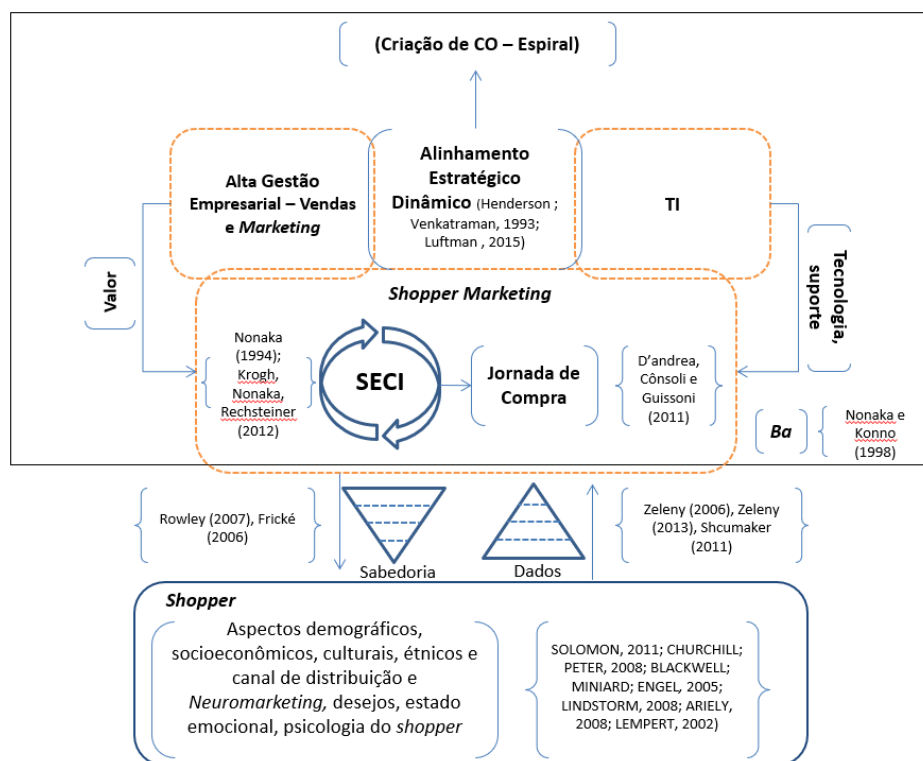 (Criação de CO – Espiral)
Alta Gestão
Empresarial – Vendas
e Marketing
Alinhamento
Estratégico
Dinâmico (Henderson ;
Venkatraman, 1993;
Luftman , 2015)
TI
Valor
Tecnologia,
suporte
Shopper Marketing
Nonaka
(1994);
Krogh,
Nonaka,
Rechsteiner
(2012)
SECI
Jornada de
Compra
D’andrea,
Cônsoli e
Guissoni
(2011)
Ba
Nonaka e
Konno
(1998)
Rowley (2007), Frické
(2006)
Sabedoria
Dados
Zeleny (2006), Zeleny
(2013), Shcumaker
(2011)
Shopper
Aspectos demográficos,
socioeconômicos, culturais, étnicos e
canal de distribuição e
Neuromarketing, desejos, estado
emocional, psicologia do shopper
SOLOMON, 2011; CHURCHILL;
PETER, 2008; BLACKWELL;
MINIARD; ENGEL, 2005;
LINDSTORM, 2008; ARIELY,
2008; LEMPERT, 2002)